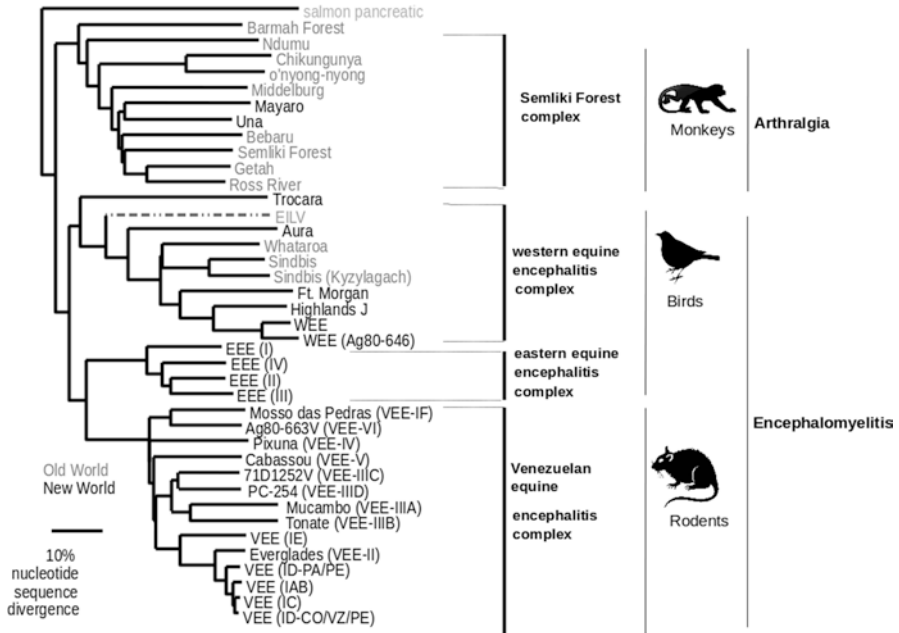 salmon pancreatic
Barmah Forest
Ndumu
Chikungunya
o'nyong-nyong
Middelburg
Mayaro
Una
Bebaru
Semliki Forest
Getah
Ross River
Trocara
EILV
Aura
Whataroa
Sindbis
Sindbis (Kyzylagach)
Ft. Morgan
Highlands J
WEE
WEE (Ag80-646)
EEE (I)
EEE (IV)
EEE (II)
EEE (III)
Mosso das Pedras (VEE-IF)
Ag80-663V (VEE-VI)
Pixuna (VEE-IV)
Cabassou (VEE-V)
71D1252V (VEE-IIIC)
PC-254 (VEE-IIID)
Mucambo (VEE-IIIA)
Tonate (VEE-IIIB)
VEE (IE)
Everglades (VEE-II)
VEE (ID-PA/PE)
VEE (IAB)
VEE (IC)
VEE (ID-CO/VZ/PE)
Old World
New World
10%
nucleotide
sequence
divergence
Semliki Forest
complex
western equine
encephalitis
complex
eastern equine
encephalitis
complex
Venezuelan
equine
encephalitis
complex
Monkeys
Birds
Rodents
Arthralgia
Encephalomyelitis